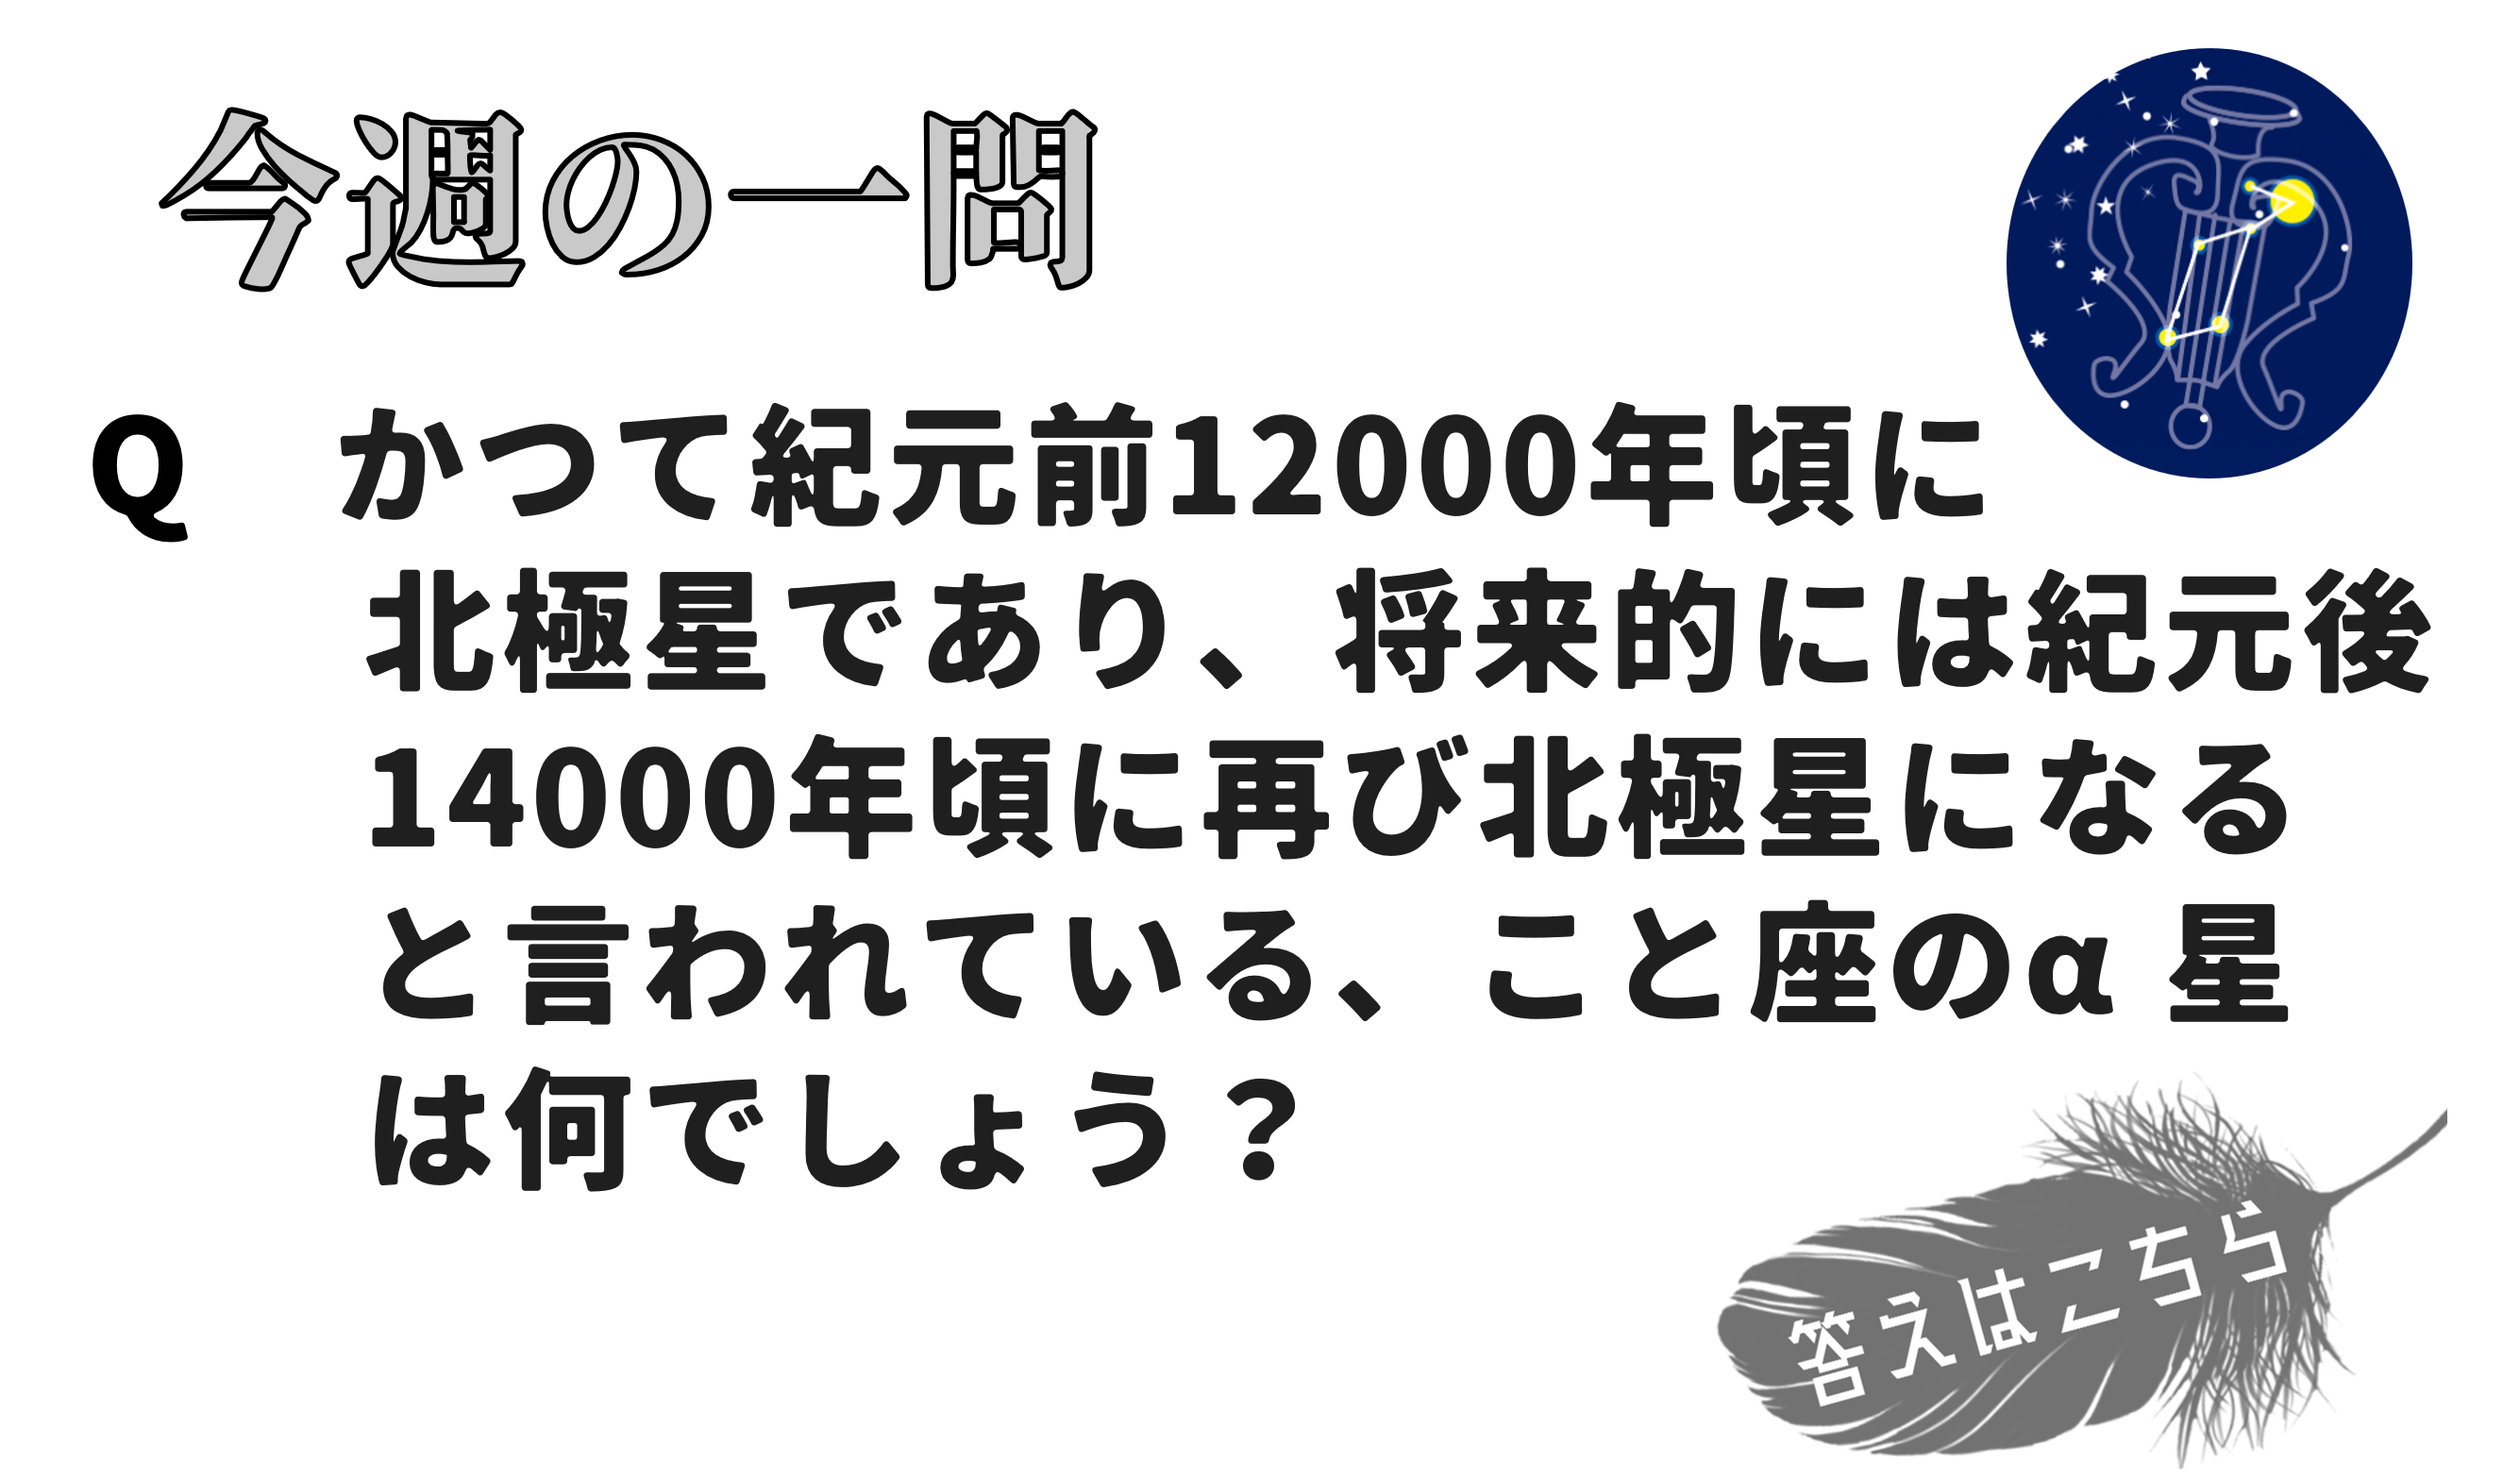 今週の一問
Q かつて紀元前12000年頃に
北極星であり、将来的には紀元後
14000年頃に再び北極星になる
と言われている、こと座のα星
は何でしょう？
答えはこちら